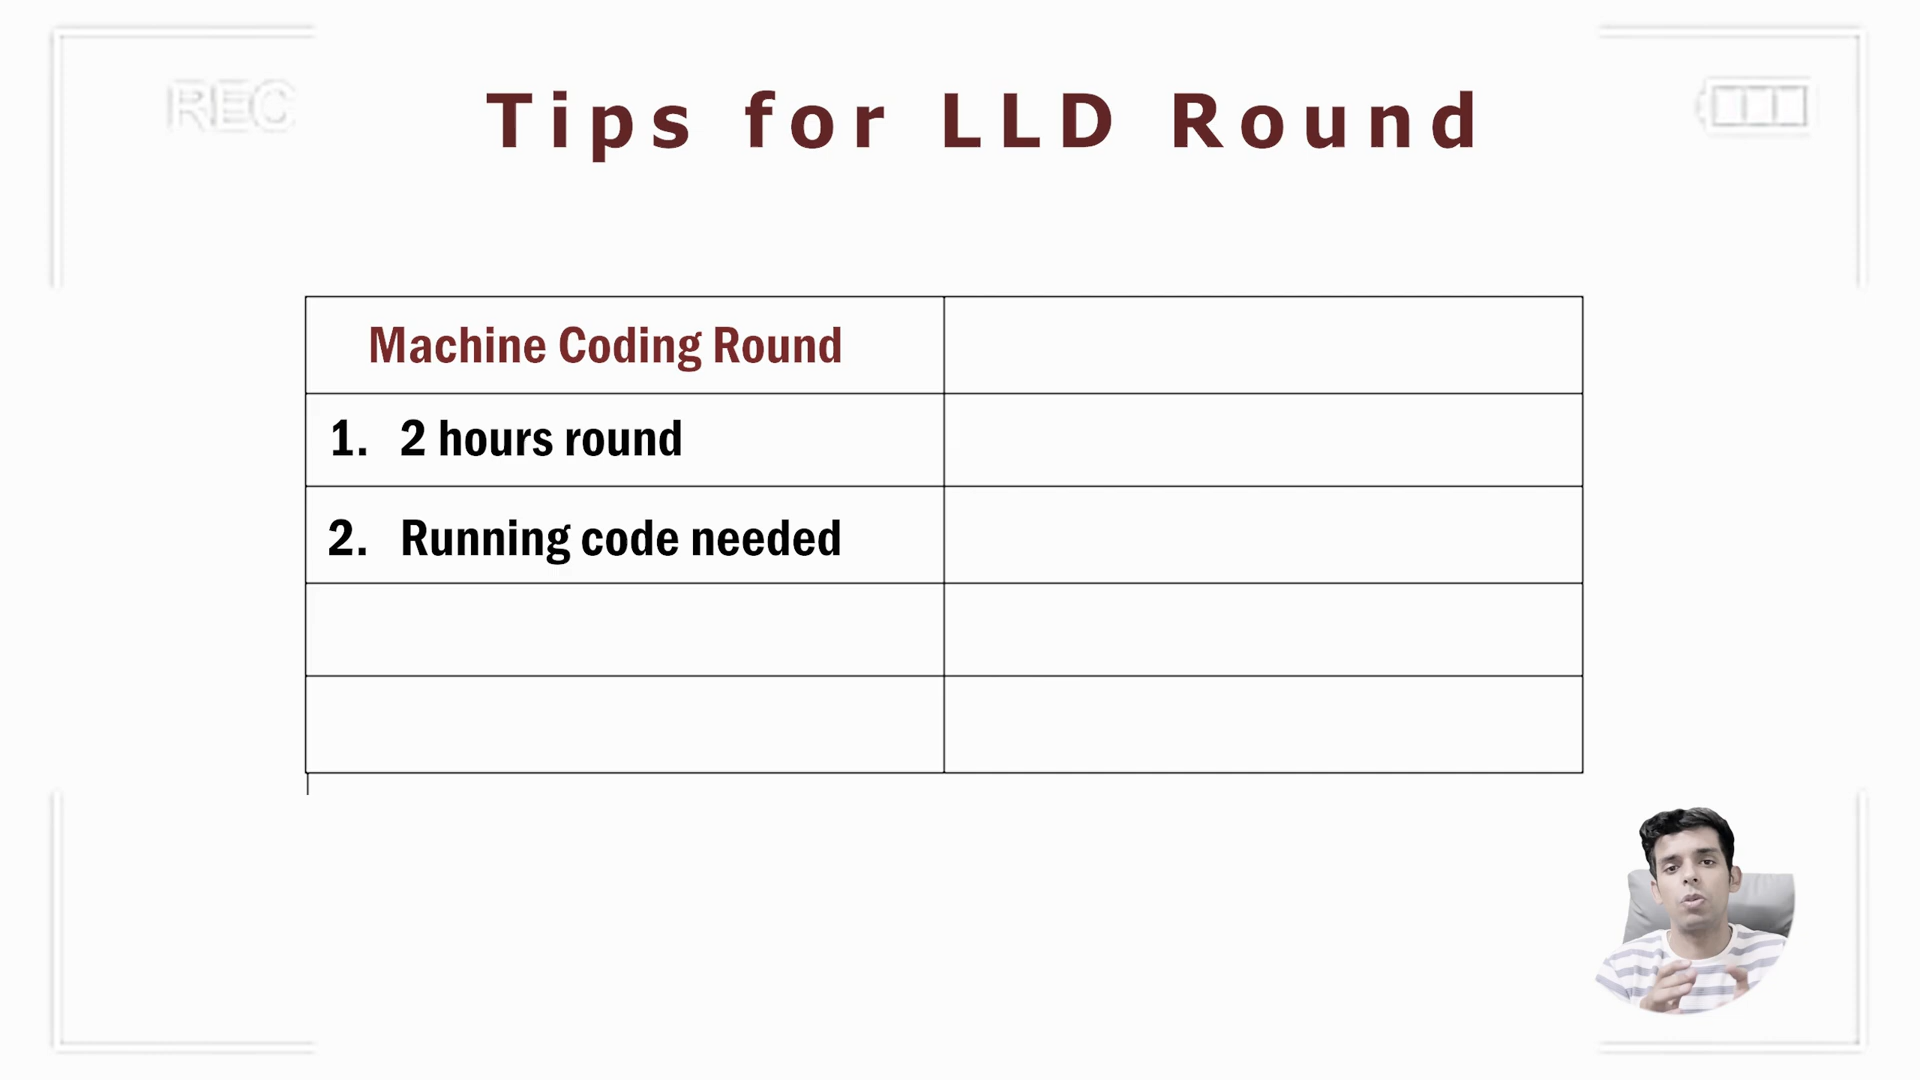 REC
Tips for LLD Round
Machine Coding Round
1. 2 hours round
2. Running code needed